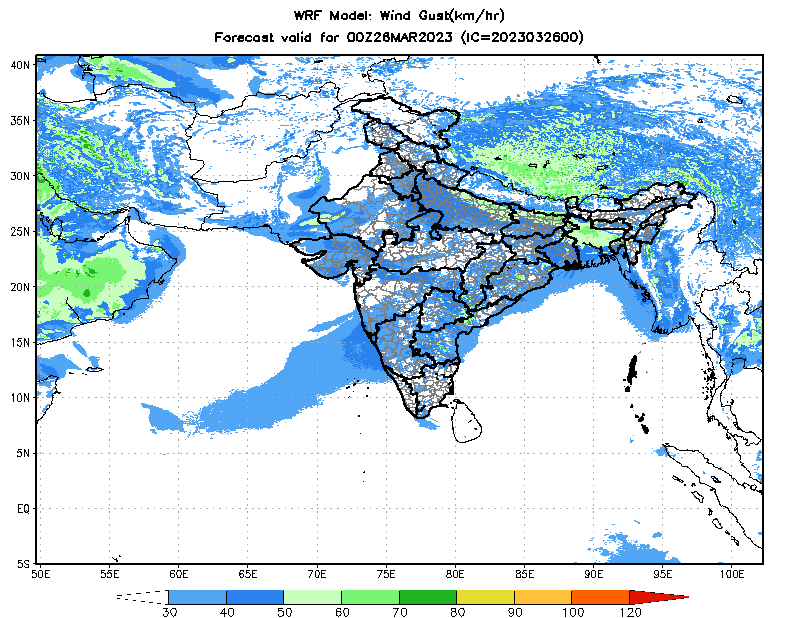 WRF Model: Wind Gust(km/hr)
Forecast valid for 00Z26MAR2023 (IC=2023032600)
40N
35N
30N
25N
20N
15N
10N
5N
EQ
5S
50E 55E 60E 65E 70E 75E 80E 85E 90E 95E 100E
30 40 50 60 70 80 90 100 120